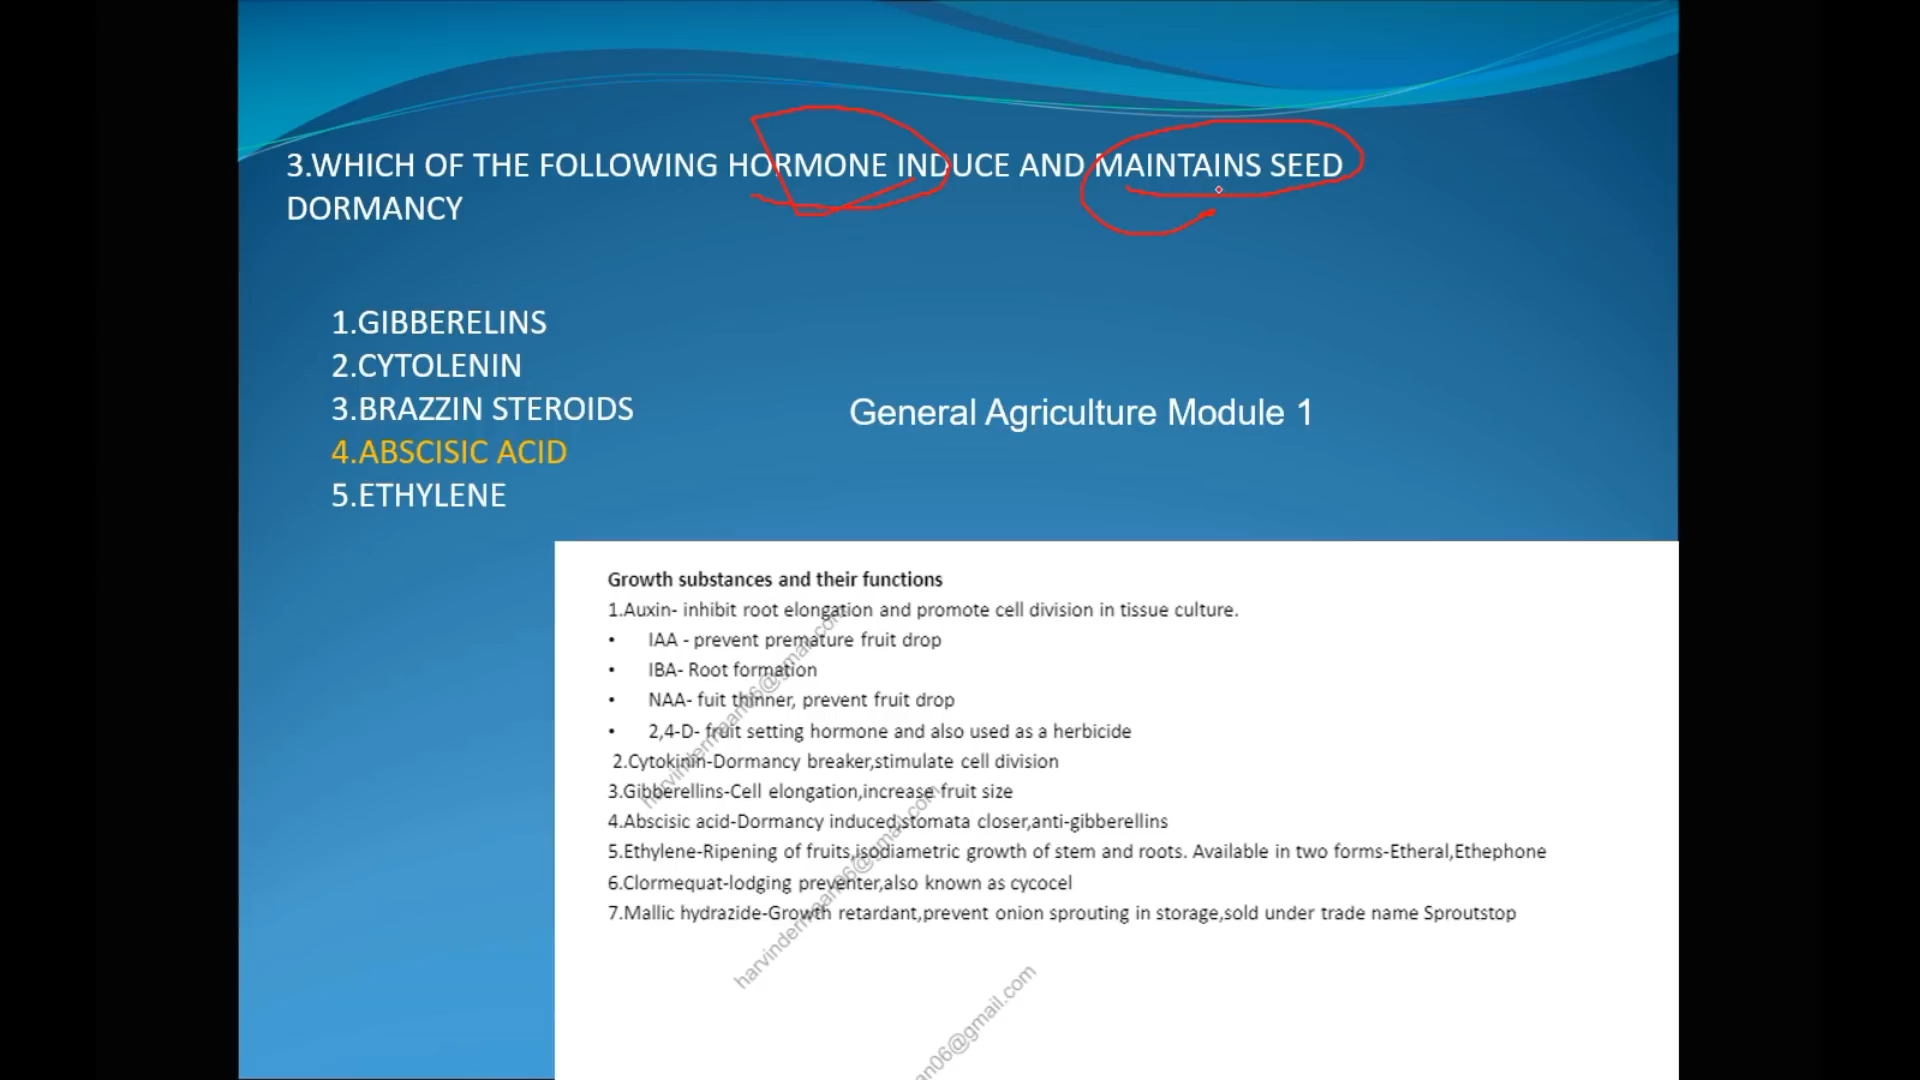 3.WHICH OF THE FOLLOWING HORMONE INDUCE AND MAINTAINS SEED
DORMANCY
1.GIBBERELINS
2.CYTOLENIN
3.BRAZZIN STEROIDS
4.ABSCISIC ACID
5.ETHYLENE
General Agriculture Module 1
Growth substances and their functions
1.Auxin- inhibit root elongation and promote cell division in tissue culture.
• IAA - prevent premature fruit drop
• IBA- Root formation
• NAA- fuit thinner, prevent fruit drop
• 2,4-D- fruit setting hormone and also used as a herbicide
2.Cytokinin-Dormancy breaker,stimulate cell division
3.Gibberellins-Cell elongation,increase fruit size
4.Abscisic acid-Dormancy induced,stomata closer,anti-gibberellins
5.Ethylene-Ripening of fruits,isodiametric growth of stem and roots. Available in two forms-Etheral,Ethephone
6.Clormequat-lodging preventer,also known as cycocel
7.Mallic hydrazide-Growth retardant,prevent onion sprouting in storage,sold under trade name Sproutstop